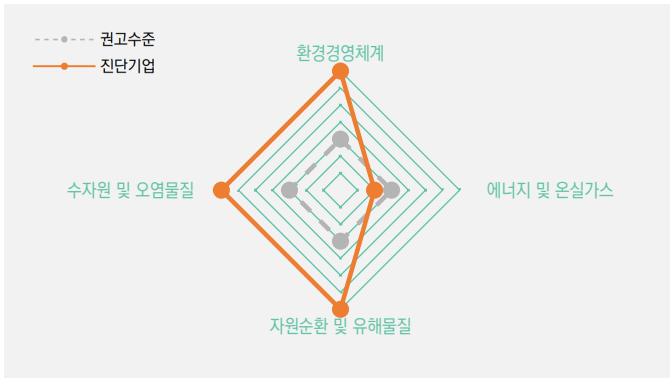 권고수준
진단기업
환경경영체계
수자원 및 오염물질
에너지 및 온실가스
자원순환 및 유해물질